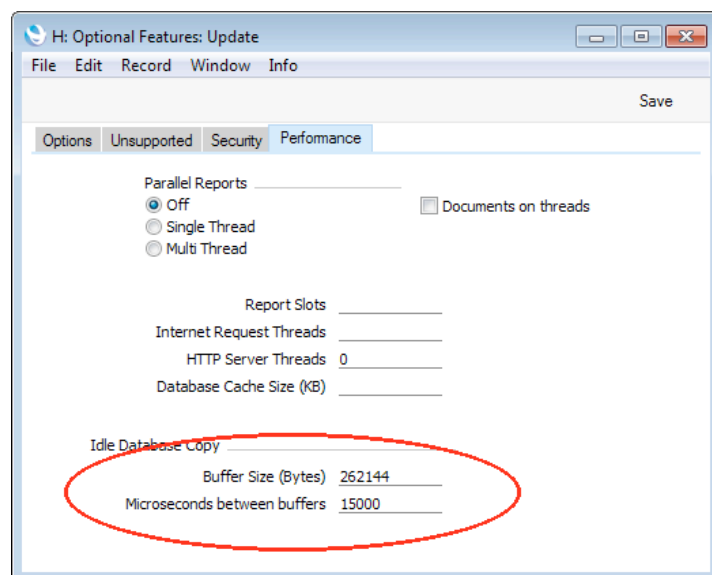 H: Optional Features: Update
File Edit Record Window Info
Save
Options Unsupported Security Performance
Parallel Reports
Off Documents on threads
Single Thread
Multi Thread
Report Slots
Internet Request Threads
HTTP Server Threads 0
Database Cache Size (KB)
Idle Database Copy
Buffer Size (Bytes) 262144
Microseconds between buffers 15000